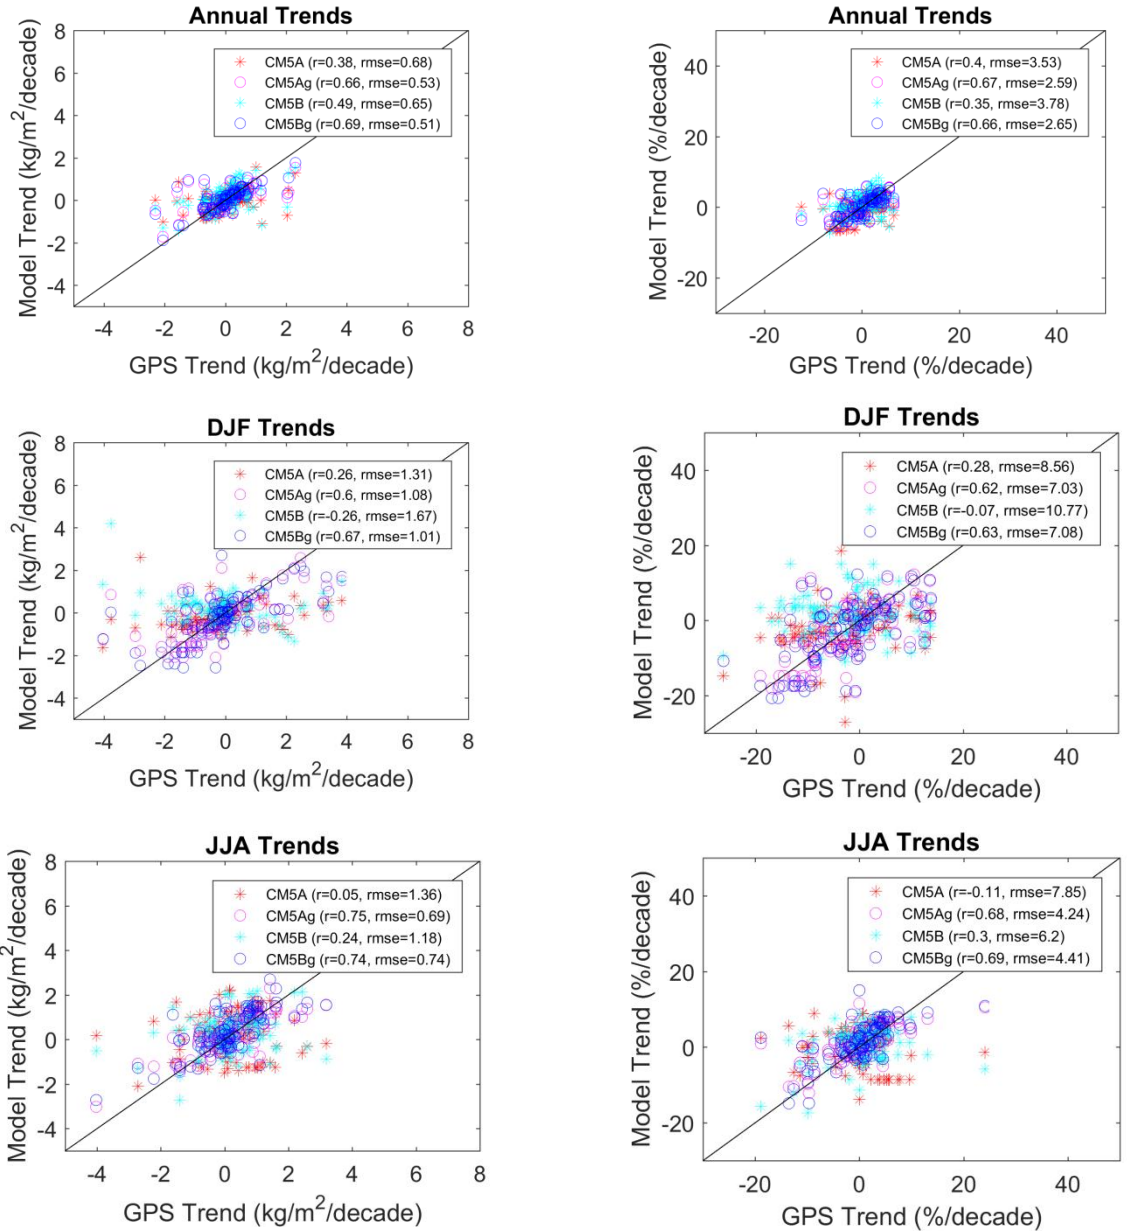 Annual Trends
8
6
4
2
0
-2
-4
Model Trend (kg/m²/decade)
CM5A (r=0.38, rmse=0.68)
CM5Ag (r=0.66, rmse=0.53)
CM5B (r=0.49, rmse=0.65)
CM5Bg (r=0.69, rmse=0.51)
-4 -2 0 2 4 6 8
GPS Trend (kg/m²/decade)
Annual Trends
40
20
0
-20
Model Trend (%/decade)
CM5A (r=0.4, rmse=3.53)
CM5Ag (r=0.67, rmse=2.59)
CM5B (r=0.35, rmse=3.78)
CM5Bg (r=0.66, rmse=2.65)
-20 0 20 40
GPS Trend (%/decade)
DJF Trends
8
6
4
2
0
-2
-4
Model Trend (kg/m²/decade)
CM5A (r=0.26, rmse=1.31)
CM5Ag (r=0.6, rmse=1.08)
CM5B (r=-0.26, rmse=1.67)
CM5Bg (r=0.67, rmse=1.01)
-4 -2 0 2 4 6 8
GPS Trend (kg/m²/decade)
DJF Trends
40
20
0
-20
Model Trend (%/decade)
CM5A (r=0.28, rmse=8.56)
CM5Ag (r=0.62, rmse=7.03)
CM5B (r=-0.07, rmse=10.77)
CM5Bg (r=0.63, rmse=7.08)
-20 0 20 40
GPS Trend (%/decade)
JJA Trends
8
6
4
2
0
-2
-4
Model Trend (kg/m²/decade)
CM5A (r=0.05, rmse=1.36)
CM5Ag (r=0.75, rmse=0.69)
CM5B (r=0.24, rmse=1.18)
CM5Bg (r=0.74, rmse=0.74)
-4 -2 0 2 4 6 8
GPS Trend (kg/m²/decade)
JJA Trends
40
20
0
-20
Model Trend (%/decade)
CM5A (r=-0.11, rmse=7.85)
CM5Ag (r=0.68, rmse=4.24)
CM5B (r=0.3, rmse=6.2)
CM5Bg (r=0.69, rmse=4.41)
-20 0 20 40
GPS Trend (%/decade)